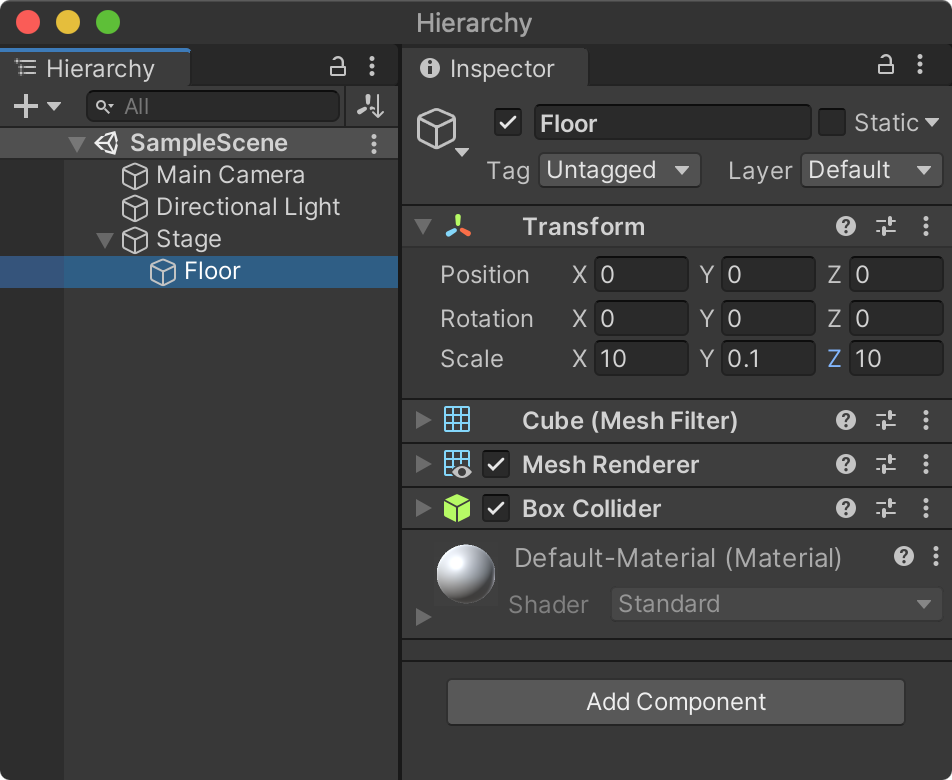 Hierarchy
Hierarchy
All
SampleScene
Main Camera
Directional Light
Stage
Floor
Inspector
Floor
Static
Tag Untagged Layer Default
Transform
Position X 0 Y 0 Z 0
Rotation X 0 Y 0 Z 0
Scale X 10 Y 0.1 Z 10
Cube (Mesh Filter)
Mesh Renderer
Box Collider
Default-Material (Material)
Shader Standard
Add Component